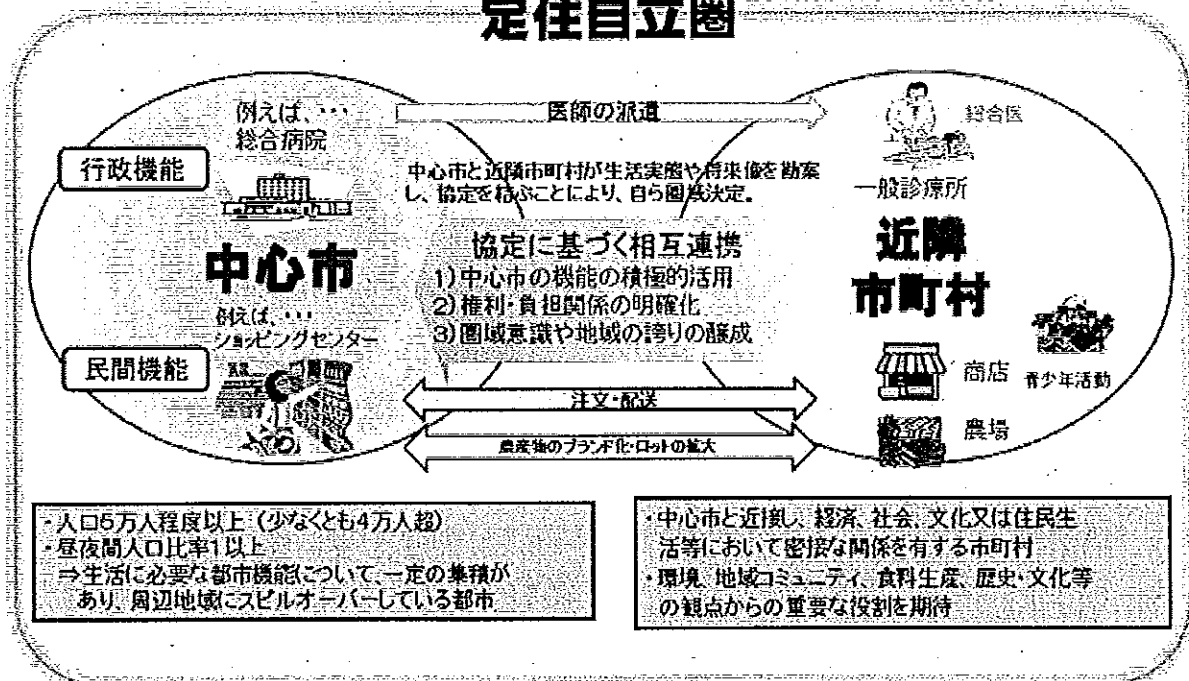 定住自立圏
例えば、・・・
総合病院
行政機能
中心市
例えば、・・・
ショッピングセンター
民間機能
医師の派遣
中心市と近隣市町村が生活実態や将来像を勘案
し、協定を結ぶことにより、自ら圏域決定。
協定に基づく相互連携
1)中心市の機能の積極的活用
2)権利・負担関係の明確化
3)圏域意識や地域の誇りの醸成
注文・配送
農産物のブランド化・ロットの拡大
総合医
一般診療所
近隣
市町村
商店
青少年活動
農場
・人口5万人程度以上（少なくとも4万人超）
・昼夜間人口比率1以上
⇒生活に必要な都市機能について、一定の集積が
あり、周辺地域にスピルオーバーしている都市
・中心市と近接し、経済、社会、文化又は住民生
活等において密接な関係を有する市町村
・環境、地域コミュニティ、食料生産、歴史・文化等
の観点からの重要な役割を期待